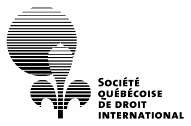 SOCIÉTÉ
QUÉBÉCOISE
DE DROIT
INTERNATIONAL